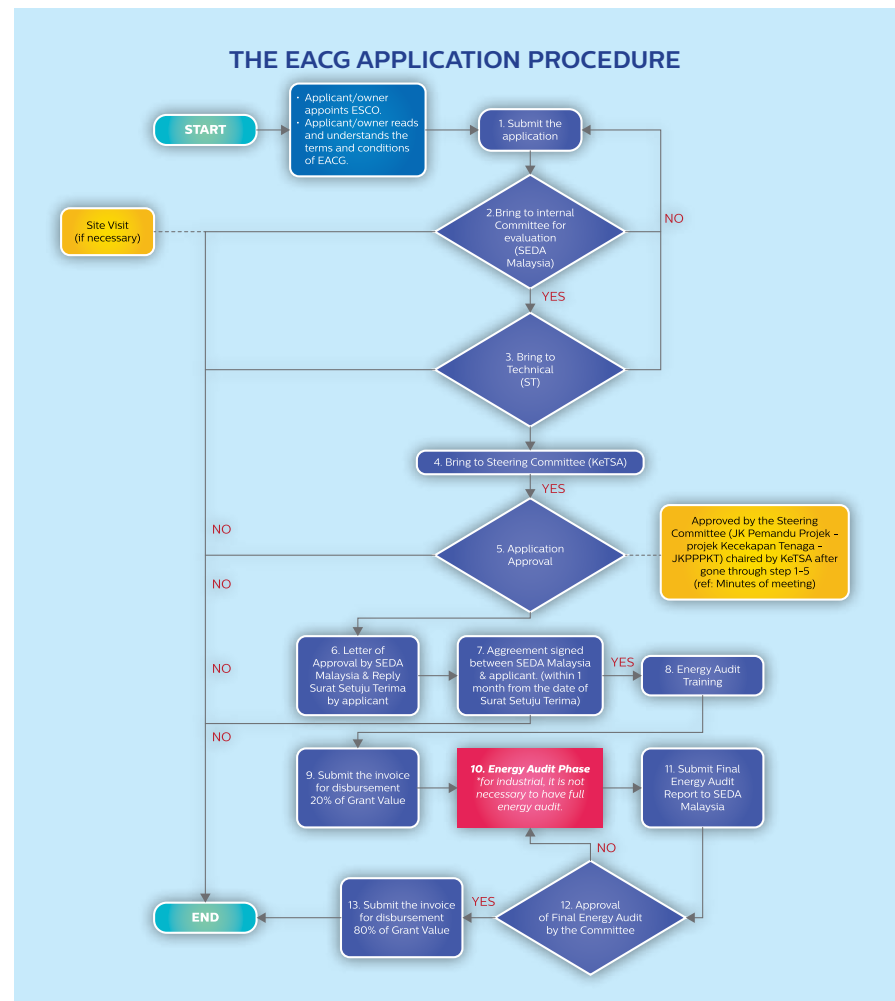 THE EACG APPLICATION PROCEDURE
START
• Applicant/owner
appoints ESCO.
• Applicant/owner reads
and understands the
terms and conditions
of EACG.
1. Submit the
application
Site Visit
(if necessary)
2.Bring to internal
Committee for
evaluation
(SEDA
Malaysia)
NO
YES
3. Bring to
Technical
(ST)
4. Bring to Steering Committee (KeTSA)
YES
NO
5. Application
Approval
Approved by the Steering
Committee (JK Pemandu Projek -
projek Kecekapan Tenaga -
JKPPPKT) chaired by KeTSA after
gone through step 1-5
(ref: Minutes of meeting)
NO
6. Letter of
Approval by SEDA
Malaysia & Reply
Surat Setuju Terima
by applicant
7. Aggreement signed
between SEDA Malaysia
& applicant. (within 1
month from the date of
Surat Setuju Terima)
YES
8. Energy Audit
Training
NO
NO
9. Submit the invoice
for disbursement
20% of Grant Value
10. Energy Audit Phase
*for industrial, it is not
necessary to have full
energy audit.
11. Submit Final
Energy Audit
Report to SEDA
Malaysia
NO
END
13. Submit the invoice
for disbursement
80% of Grant Value
YES
12. Approval
of Final Energy Audit
by the Committee